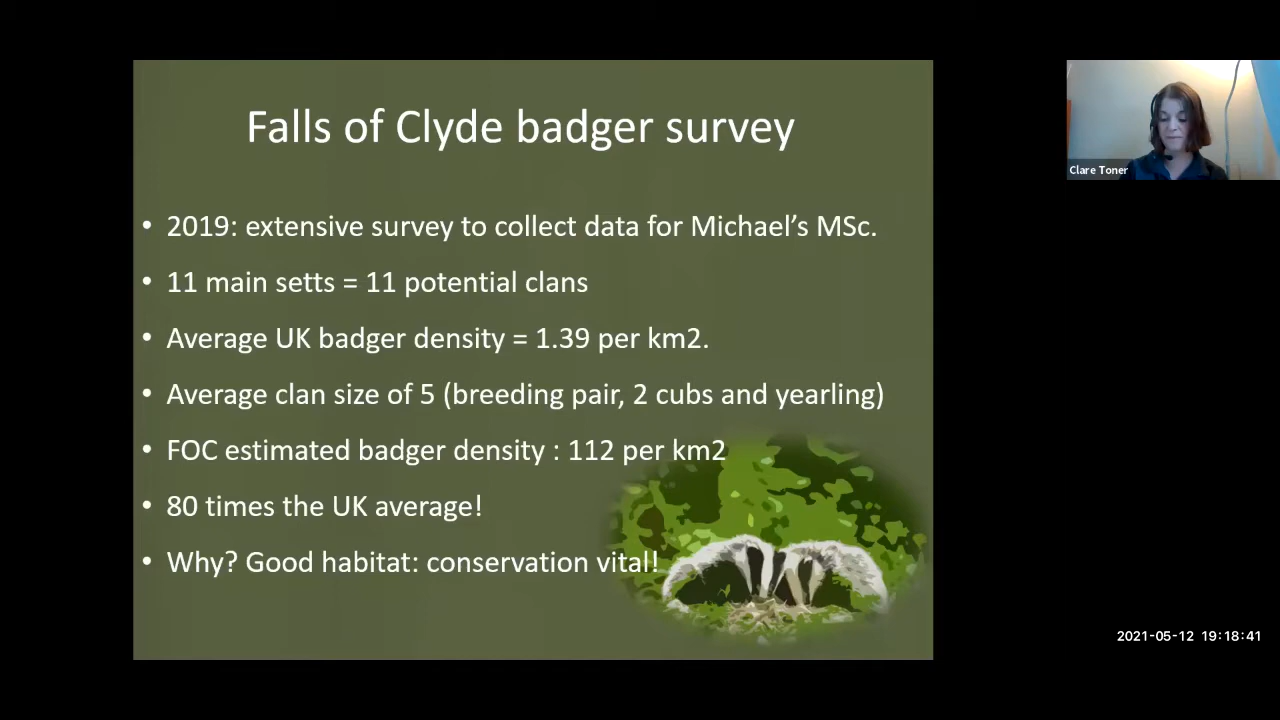 Falls of Clyde badger survey
• 2019: extensive survey to collect data for Michael’s MSc.
• 11 main setts = 11 potential clans
• Average UK badger density = 1.39 per km2.
• Average clan size of 5 (breeding pair, 2 cubs and yearling)
• FOC estimated badger density : 112 per km2
• 80 times the UK average!
• Why? Good habitat: conservation vital!
Clare Toner
2021-05-12 19:18:41